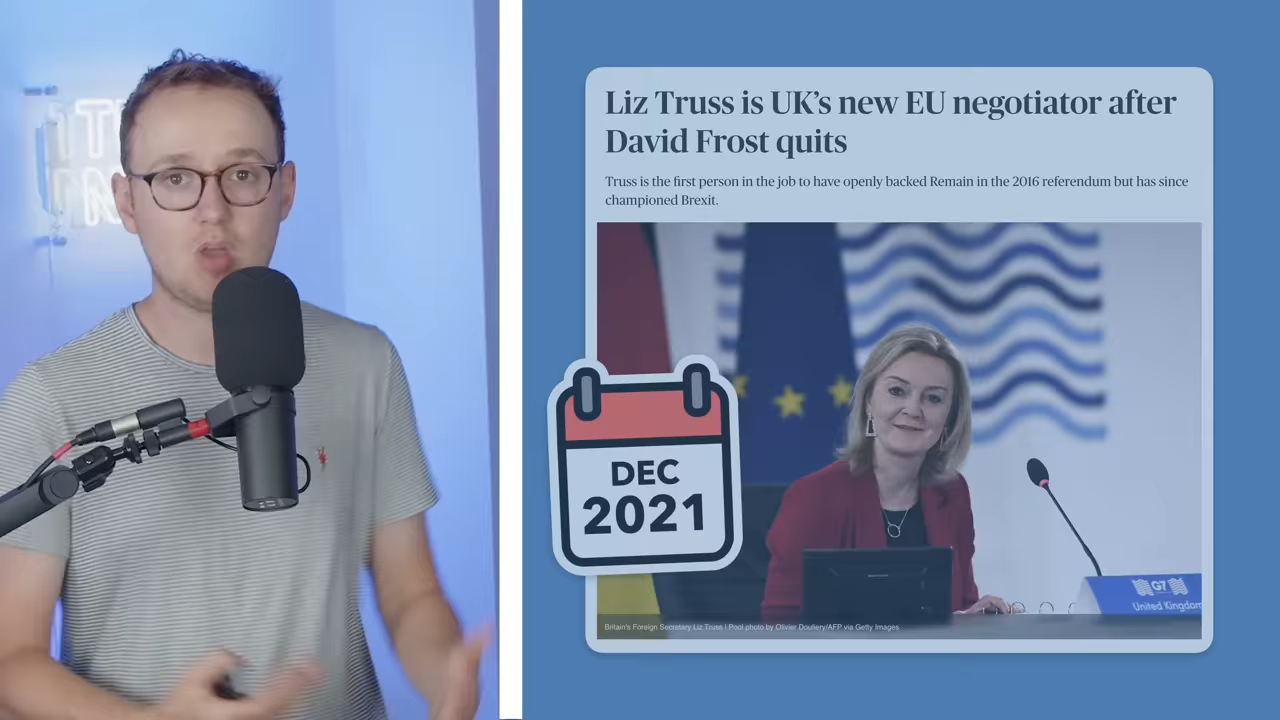 Liz Truss is UK's new EU negotiator after
David Frost quits
Truss is the first person in the job to have openly backed Remain in the 2016 referendum but has since
championed Brexit.
DEC
2021
G7
United Kingdom
Britain's Foreign Secretary Liz Truss | Pool photo by Olivier Douliery/AFP via Getty Images